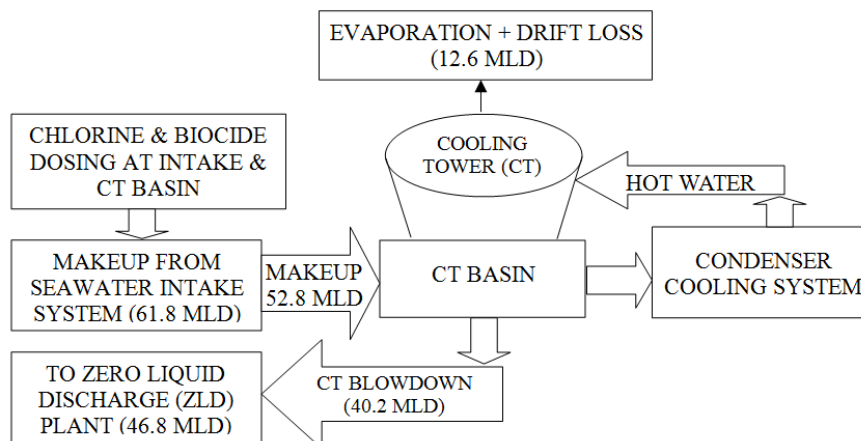 EVAPORATION + DRIFT LOSS
(12.6 MLD)
CHLORINE & BIOCIDE
DOSING AT INTAKE &
CT BASIN
COOLING
TOWER (CT)
HOT WATER
MAKEUP FROM
SEAWATER INTAKE
SYSTEM (61.8 MLD)
MAKEUP
52.8 MLD
CT BASIN
CONDENSER
COOLING SYSTEM
TO ZERO LIQUID
DISCHARGE (ZLD)
PLANT (46.8 MLD)
CT BLOWDOWN
(40.2 MLD)